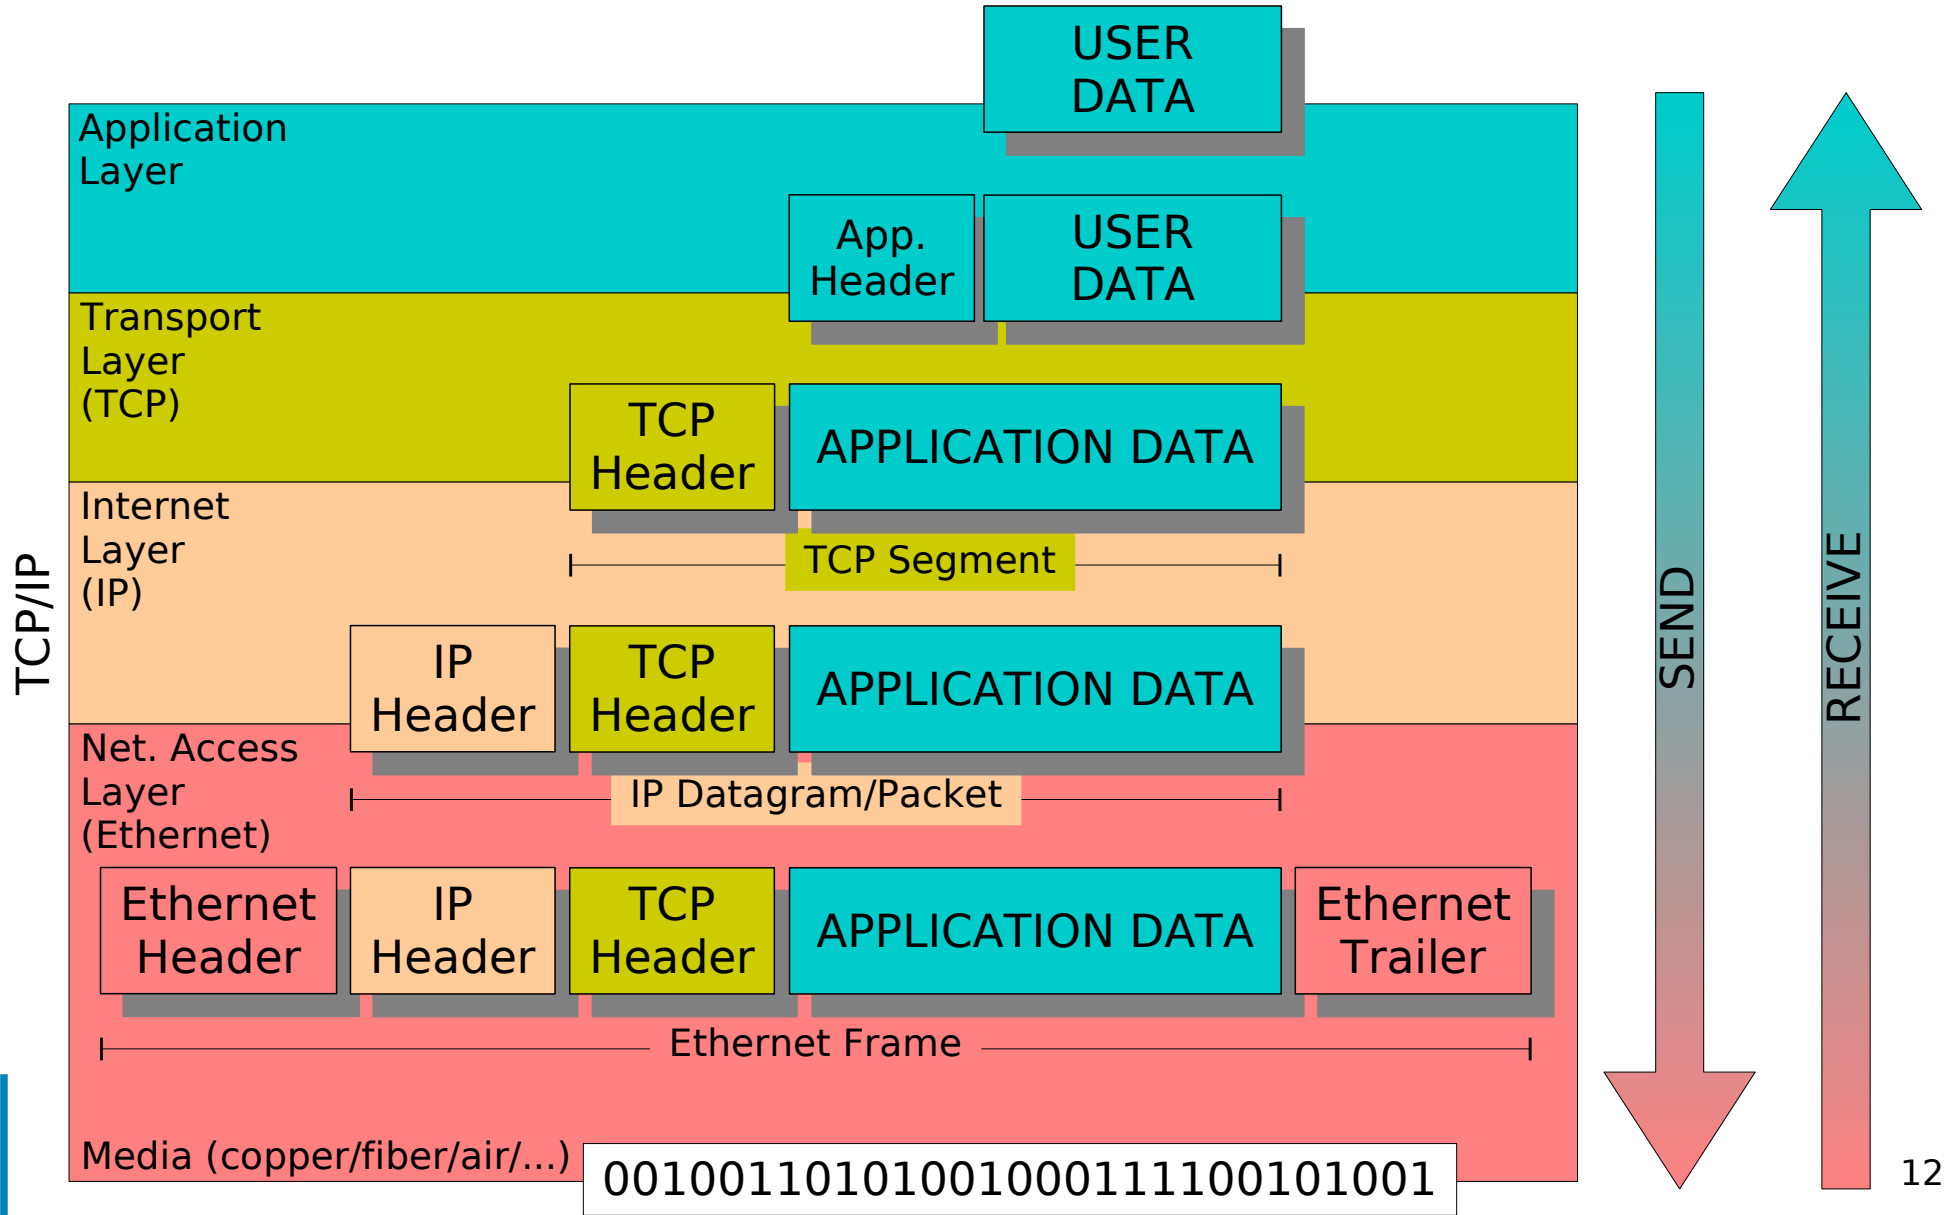 USER
DATA
Application
Layer
App.
Header
USER
DATA
Transport
Layer
(TCP)
TCP
Header
APPLICATION DATA
Internet
Layer
(IP)
TCP Segment
TCP/IP
IP
Header
TCP
Header
APPLICATION DATA
Net. Access
Layer
(Ethernet)
IP Datagram/Packet
Ethernet
Header
IP
Header
TCP
Header
APPLICATION DATA
Ethernet
Trailer
Ethernet Frame
Media (copper/fiber/air/...)
00100110101001000111100101001
SEND
RECEIVE
12